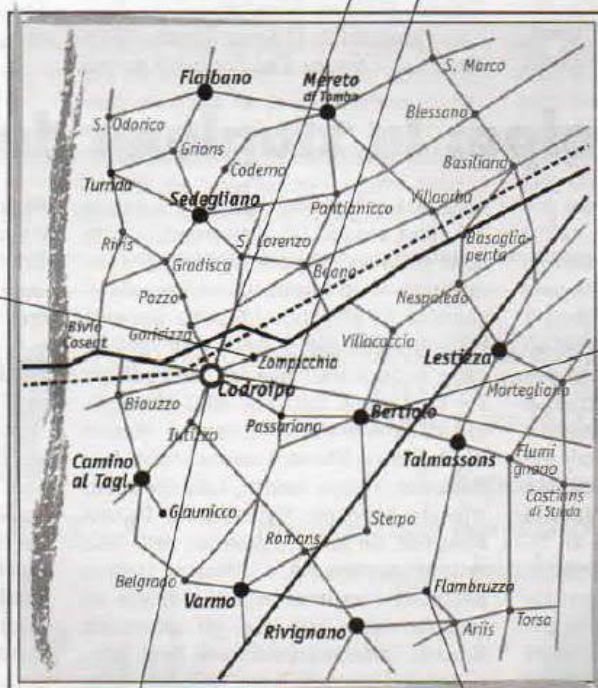 S. Marco
Flaibano
Mereto
di Tomba
Blessano
S. Odorico
Grions
Basiliano
Coderno
Turrida
Sedegliano
Pantianicco
Villaorba
S. Lorenzo
Rivis
Gradisca
Beano
Basaglia-
penta
Pozzo
Nespoledo
Goricizza
Villacaccia
Bivio
Coseat
Zompicchia
Lestizza
Codroipo
Mortegliano
Biauzzo
Passariano
Bertiolo
Iutizzo
Talmassons
Flumi
gnano
Camino
al Tagl.
Castions
di Strada
Glaunicco
Sterpo
Romans
Belgrado
Varmo
Flambruzzo
Rivignano
Ariis
Torsa